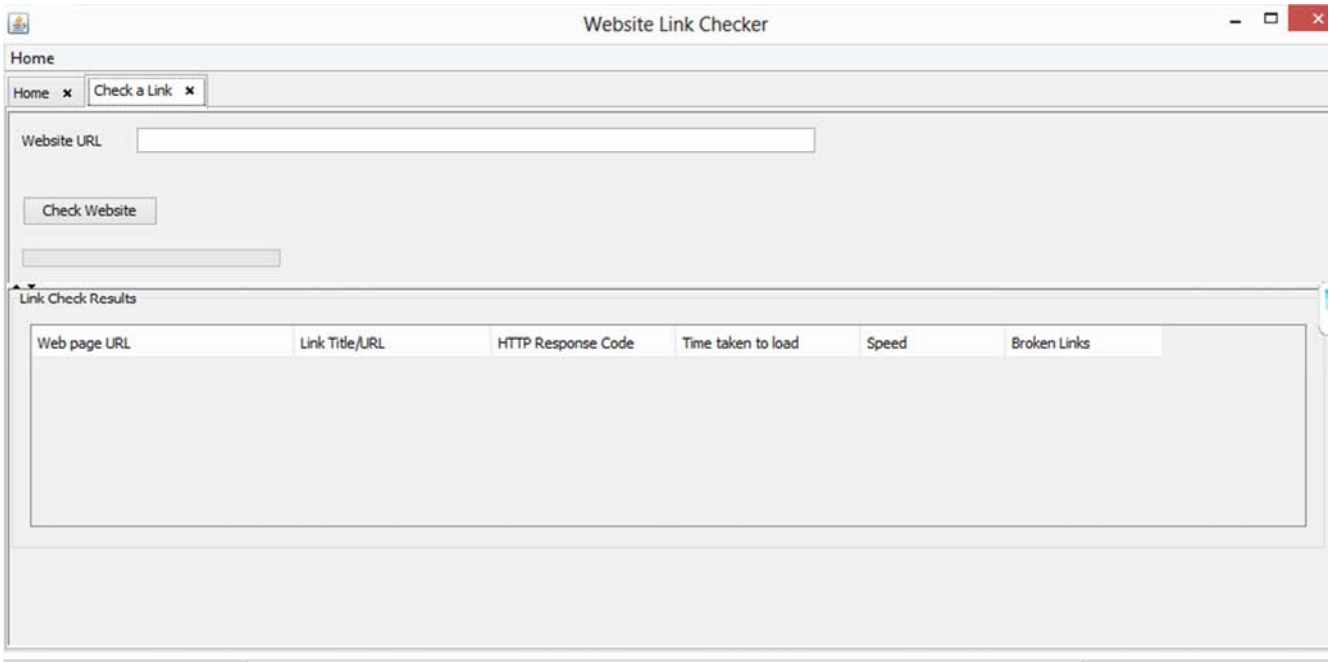 Website Link Checker
Home
Home Check a Link
Website URL
Check Website
Link Check Results
Web page URL Link Title/URL HTTP Response Code Time taken to load Speed Broken Links